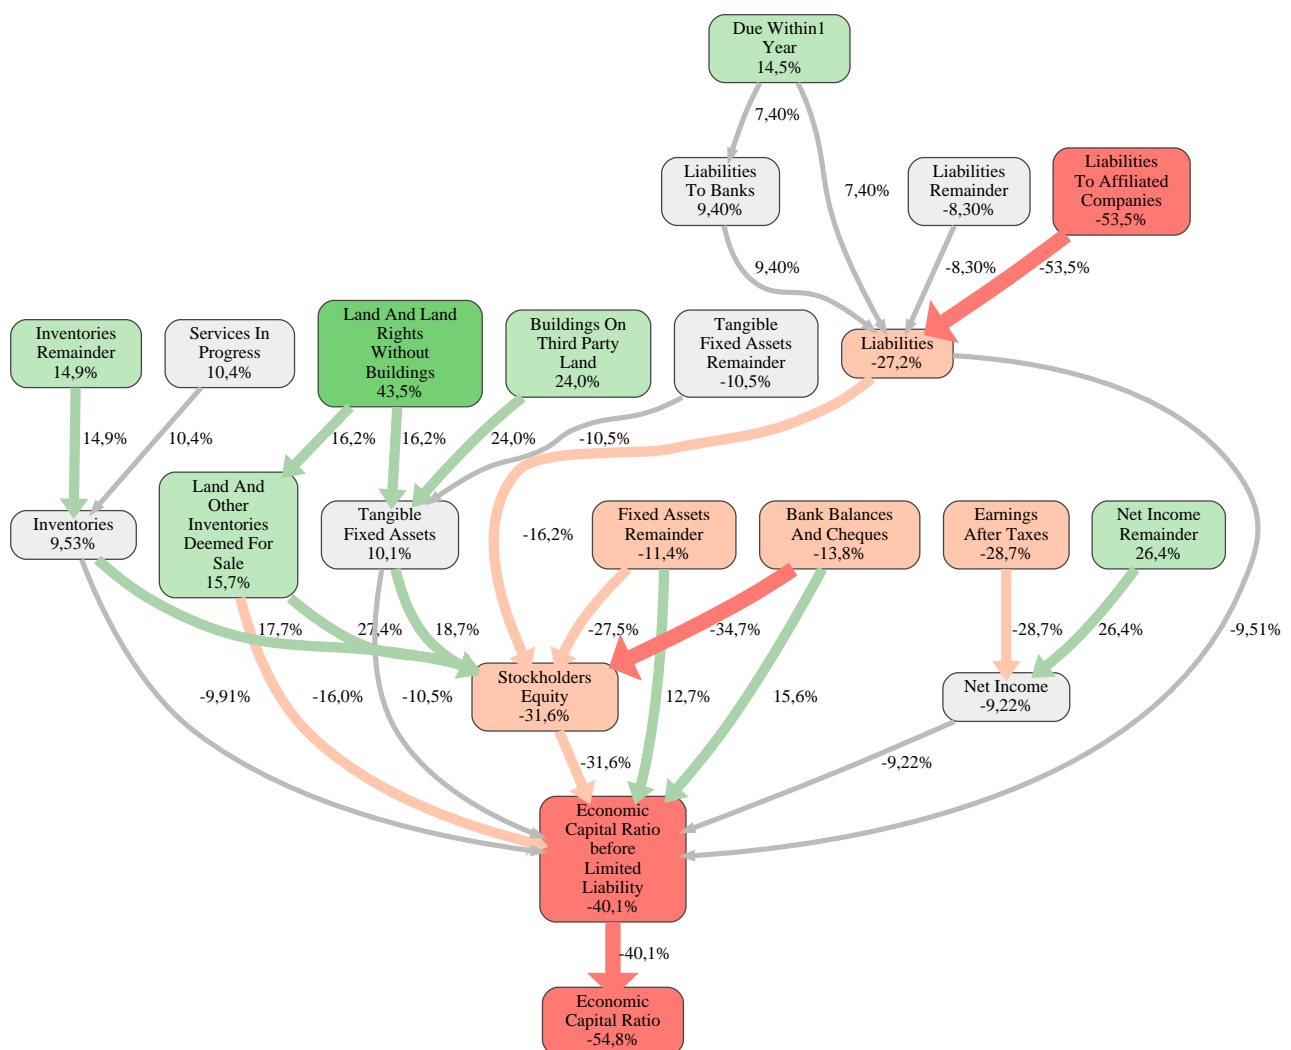 Due Within1
Year
14,5%
7,40%
Liabilities
To Banks
9,40%
7,40%
Liabilities
Remainder
-8,30%
Liabilities
To Affiliated
Companies
-53,5%
9,40%
-8,30%
-53,5%
Inventories
Remainder
14,9%
Services In
Progress
10,4%
Land And Land
Rights
Without
Buildings
43,5%
Buildings On
Third Party
Land
24,0%
Tangible
Fixed Assets
Remainder
-10,5%
Liabilities
-27,2%
14,9%
10,4%
16,2%
16,2%
24,0%
-10,5%
Inventories
9,53%
Land And
Other
Inventories
Deemed For
Sale
15,7%
Tangible
Fixed Assets
10,1%
-16,2%
Fixed Assets
Remainder
-11,4%
Bank Balances
And Cheques
-13,8%
Earnings
After Taxes
-28,7%
Net Income
Remainder
26,4%
17,7%
27,4%
18,7%
-27,5%
-34,7%
-28,7%
26,4%
-9,51%
-9,91%
-16,0%
-10,5%
Stockholders
Equity
-31,6%
12,7%
15,6%
Net Income
-9,22%
-31,6%
-9,22%
Economic
Capital Ratio
before
Limited
Liability
-40,1%
-40,1%
Economic
Capital Ratio
-54,8%